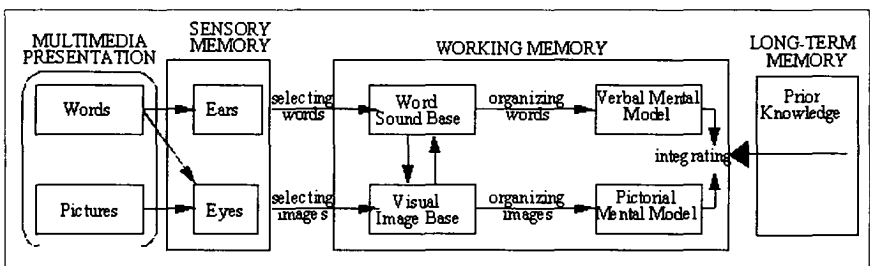 MULTIMEDIA
PRESENTATION
SENSORY
MEMORY
WORKING MEMORY
LONG-TERM
MEMORY
Words
Ears
selecting
words
Word
Sound Base
organizing
words
Verbal Mental
Model
Prior
Knowledge
integrating
Pictures
Eyes
selecting
images
Visual
Image Base
organizing
images
Pictorial
Mental Model